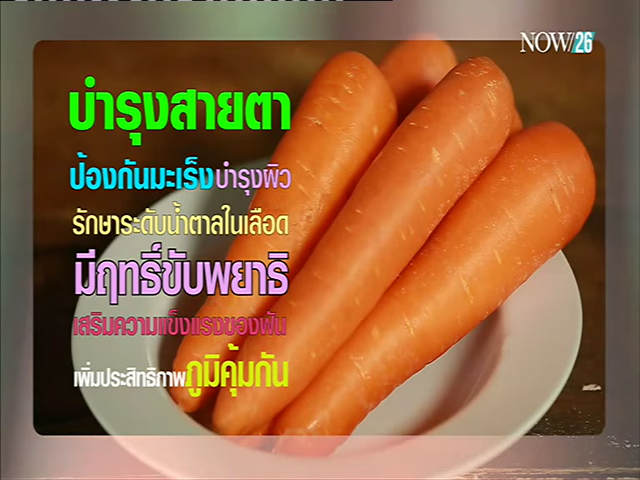 NOW/26
บำรุงสายตา
ป้องกันมะเร็งบำรุงผิว
รักษาระดับน้ำตาลในเลือด
มีฤทธิ์ขับพยาธิ
เสริมความแข็งแรงของฟัน
เพิ่มประสิทธิภาพภูมิคุ้มกัน